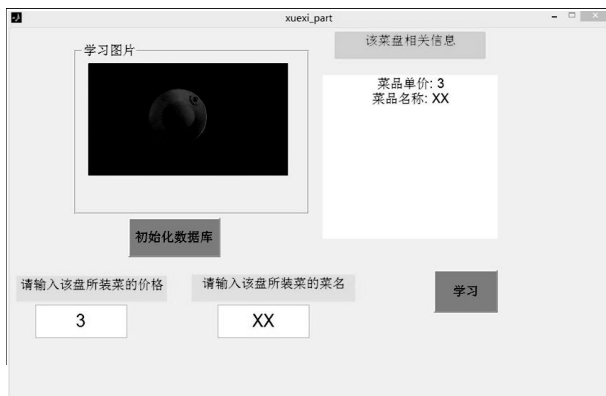 xuexi_part
学习图片
该菜盘相关信息
菜品单价: 3
菜品名称: XX
初始化数据库
请输入该盘所装菜的价格
请输入该盘所装菜的菜名
3
XX
学习